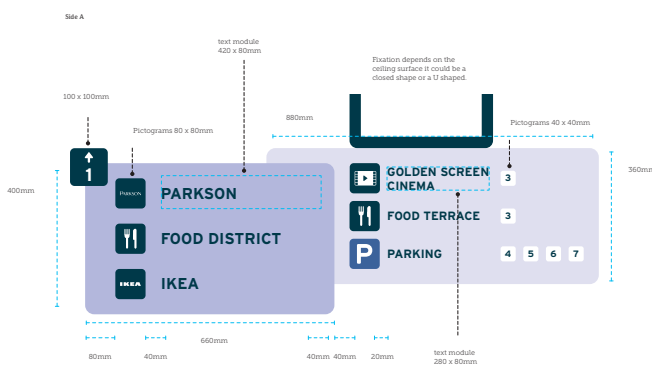 Side A
text module
420 x 80mm
Fixation depends on the
ceiling surface it could be a
closed shape or a U shaped.
100 x 100mm
Pictograms 80 x 80mm
880mm
Pictograms 40 x 40mm
400mm
360mm
1
PARKSON
PARKSON
FOOD DISTRICT
IKEA
IKEA
GOLDEN SCREEN
CINEMA
3
FOOD TERRACE
3
P
PARKING
4 5 6 7
660mm
80mm
40mm
40mm
40mm
20mm
text module
280 x 80mm